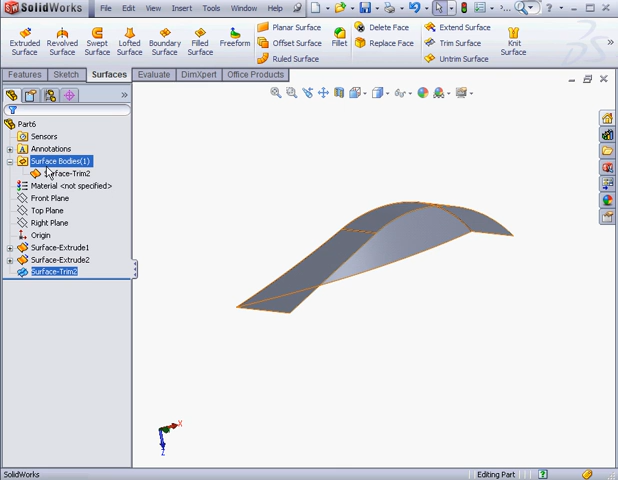 SolidWorks File Edit View Insert Tools Window Help
Extruded Surface
Revolved Surface
Swept Surface
Lofted Surface
Boundary Surface
Filled Surface
Freeform
Planar Surface
Offset Surface
Ruled Surface
Fillet
Delete Face
Replace Face
Extend Surface
Trim Surface
Untrim Surface
Knit Surface
Features Sketch Surfaces Evaluate DimXpert Office Products
Part6
Sensors
Annotations
Surface Bodies(1)
Surface-Trim2
Material <not specified>
Front Plane
Top Plane
Right Plane
Origin
Surface-Extrude1
Surface-Extrude2
Surface-Trim2
X
Z
SolidWorks Editing Part